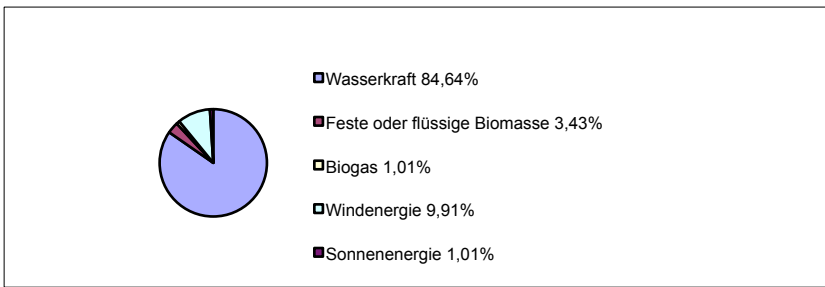 Wasserkraft 84,64%
Feste oder flüssige Biomasse 3,43%
Biogas 1,01%
Windenergie 9,91%
Sonnenenergie 1,01%